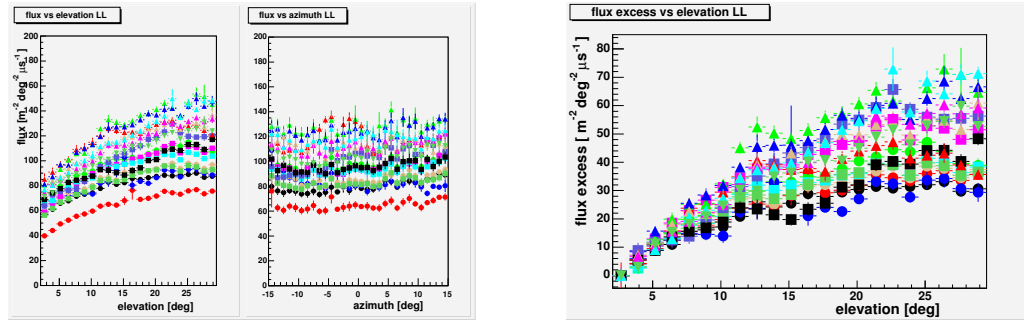 flux vs elevation LL
flux [m⁻² deg⁻² μs⁻¹]
200
180
160
140
120
100
80
60
40
20
0
5 10 15 20 25
elevation [deg]
flux vs azimuth LL
200
180
160
140
120
100
80
60
40
20
0
-15 -10 -5 0 5 10 15
azimuth [deg]
flux excess vs elevation LL
flux excess [ m⁻² deg⁻² μs⁻¹]
80
70
60
50
40
30
20
10
0
5 10 15 20 25
elevation [deg]